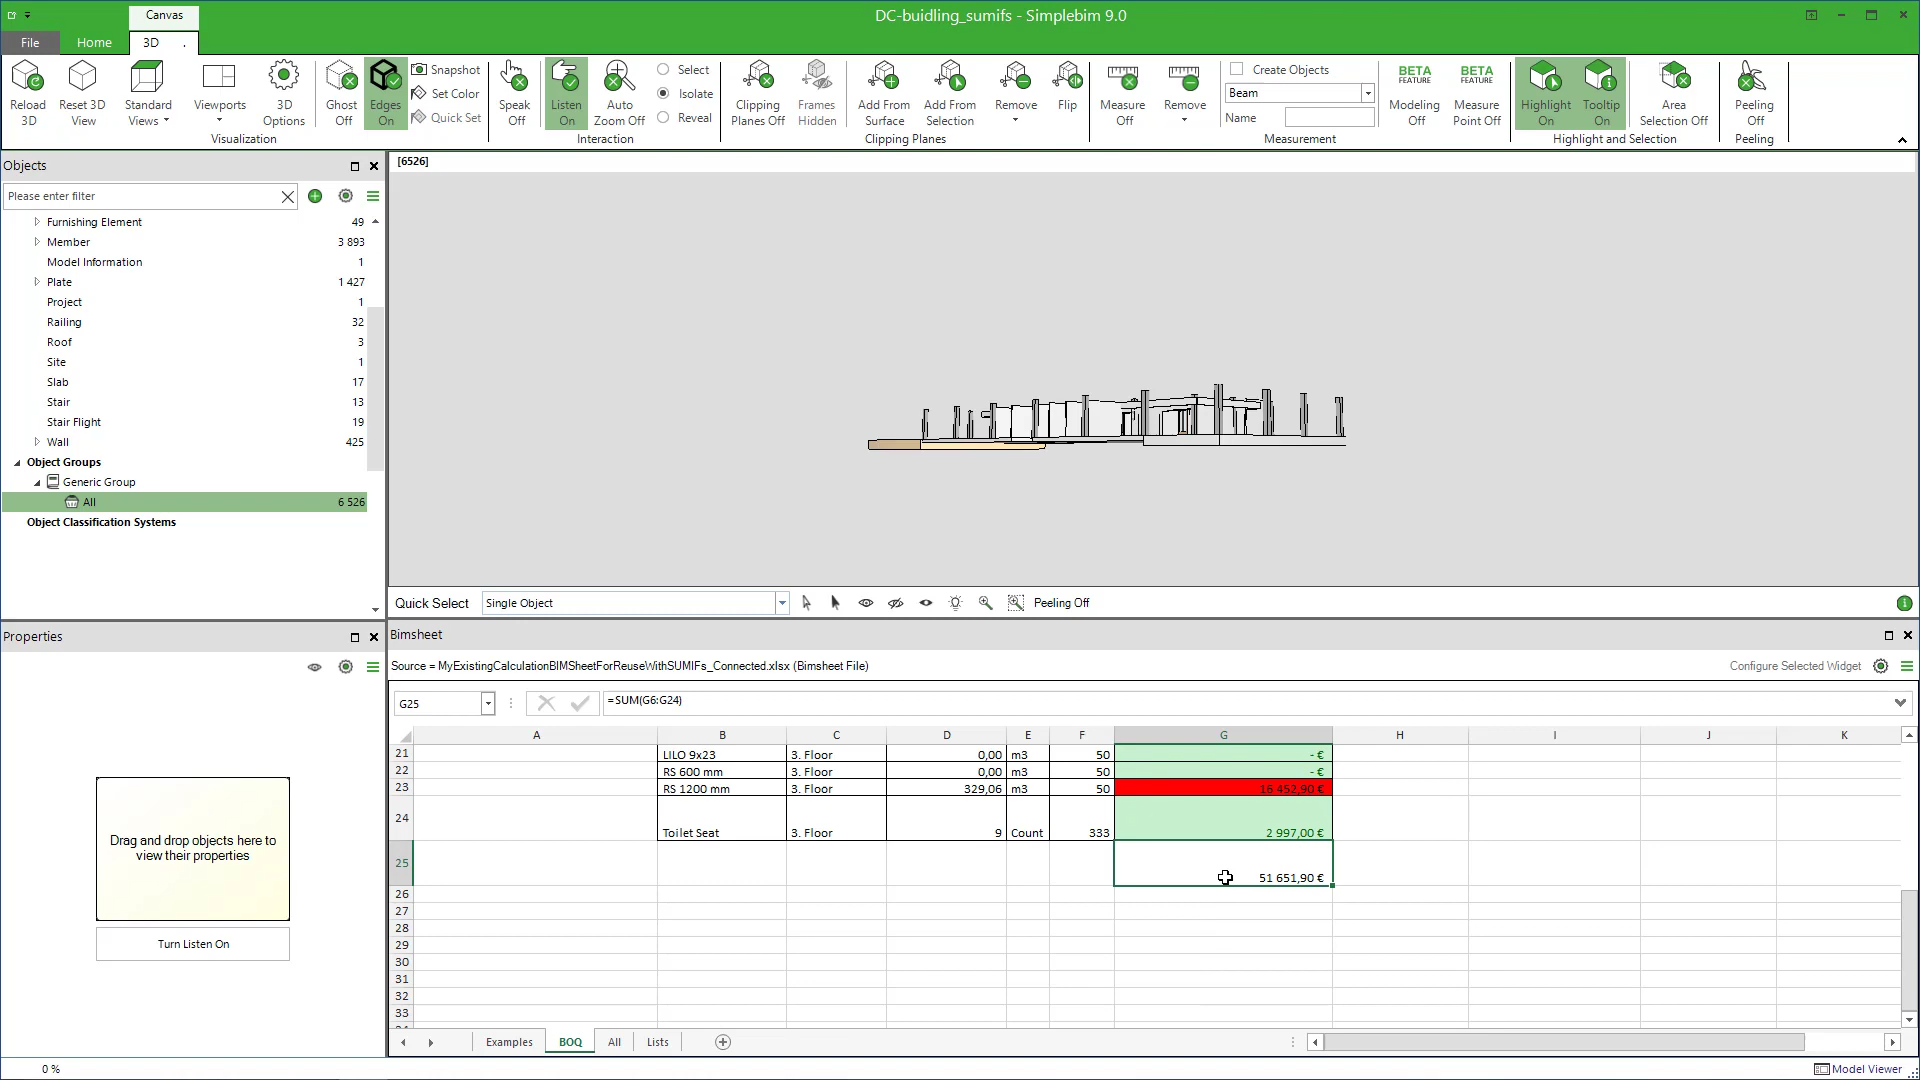 Canvas
DC-buidling_sumifs - Simplebim 9.0
File
Home
3D
Reload 3D
Reset 3D View
Standard Views
Viewports
3D Options
Ghost Off
Edges On
Snapshot
Set Color
Quick Set
Visualization
Speak Off
Listen On
Auto Zoom Off
Select
Isolate
Reveal
Interaction
Clipping Planes Off
Frames Hidden
Add From Surface
Add From Selection
Remove
Flip
Clipping Planes
Measure Off
Remove
Create Objects
Beam
Name
BETA FEATURE
Modeling Off
BETA FEATURE
Measure Point Off
Measurement
Highlight On
Tooltip On
Area Selection Off
Highlight and Selection
Peeling Off
Peeling
Objects
Please enter filter
Furnishing Element 49
Member 3 893
Model Information 1
Plate 1 427
Project 1
Railing 32
Roof 3
Site 1
Slab 17
Stair 13
Stair Flight 19
Wall 425
Object Groups
Generic Group
All 6 526
Object Classification Systems
[6526]
Quick Select Single Object Peeling Off
Properties
Drag and drop objects here to
view their properties
Turn Listen On
Bimsheet
Source = MyExistingCalculationBIMSheetForReuseWithSUMIFs_Connected.xlsx (Bimsheet File)
Configure Selected Widget
G25 =SUM(G6:G24)
A B C D E F G H I J K
21 LILO 9x23 3. Floor 0,00 m3 50 - €
22 RS 600 mm 3. Floor 0,00 m3 50 - €
23 RS 1200 mm 3. Floor 329,06 m3 50 16 452,90 €
24 Toilet Seat 3. Floor 9 Count 333 2 997,00 €
25 51 651,90 €
26
27
28
29
30
31
32
33
Examples BOQ All Lists
0 %
Model Viewer